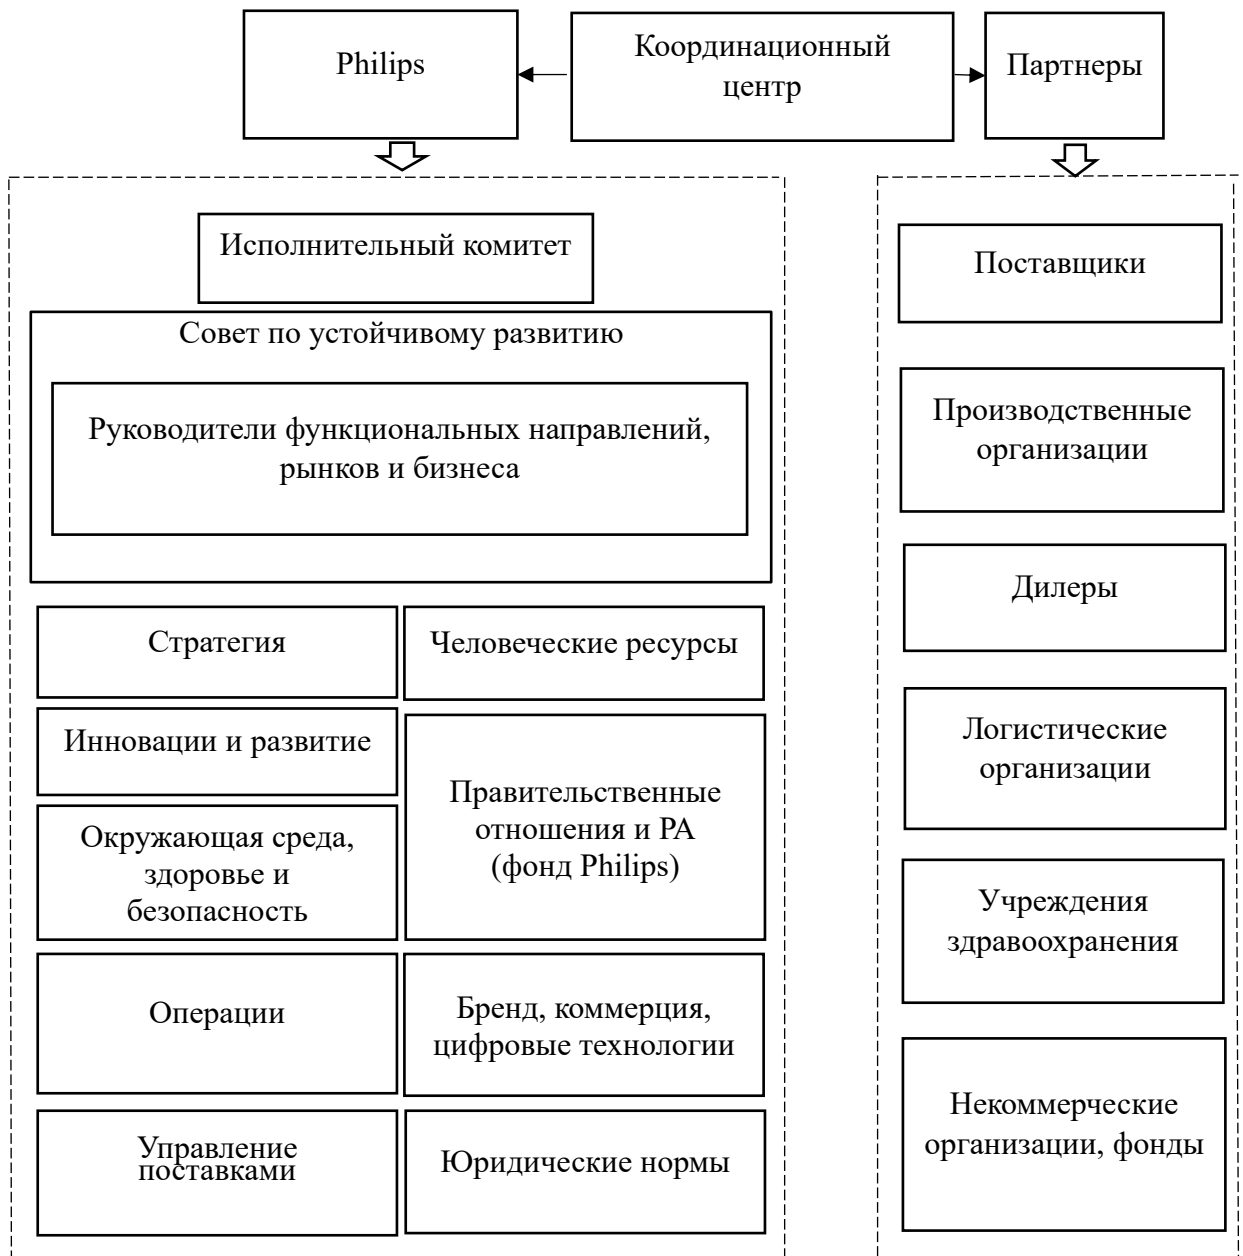 Philips
Координационный
центр
Партнеры
Исполнительный комитет
Совет по устойчивому развитию
Руководители функциональных направлений,
рынков и бизнеса
Стратегия
Человеческие ресурсы
Инновации и развитие
Правительственные
отношения и РА
(фонд Philips)
Окружающая среда,
здоровье и
безопасность
Операции
Бренд, коммерция,
цифровые технологии
Управление
поставками
Юридические нормы
Поставщики
Производственные
организации
Дилеры
Логистические
организации
Учреждения
здравоохранения
Некоммерческие
организации, фонды